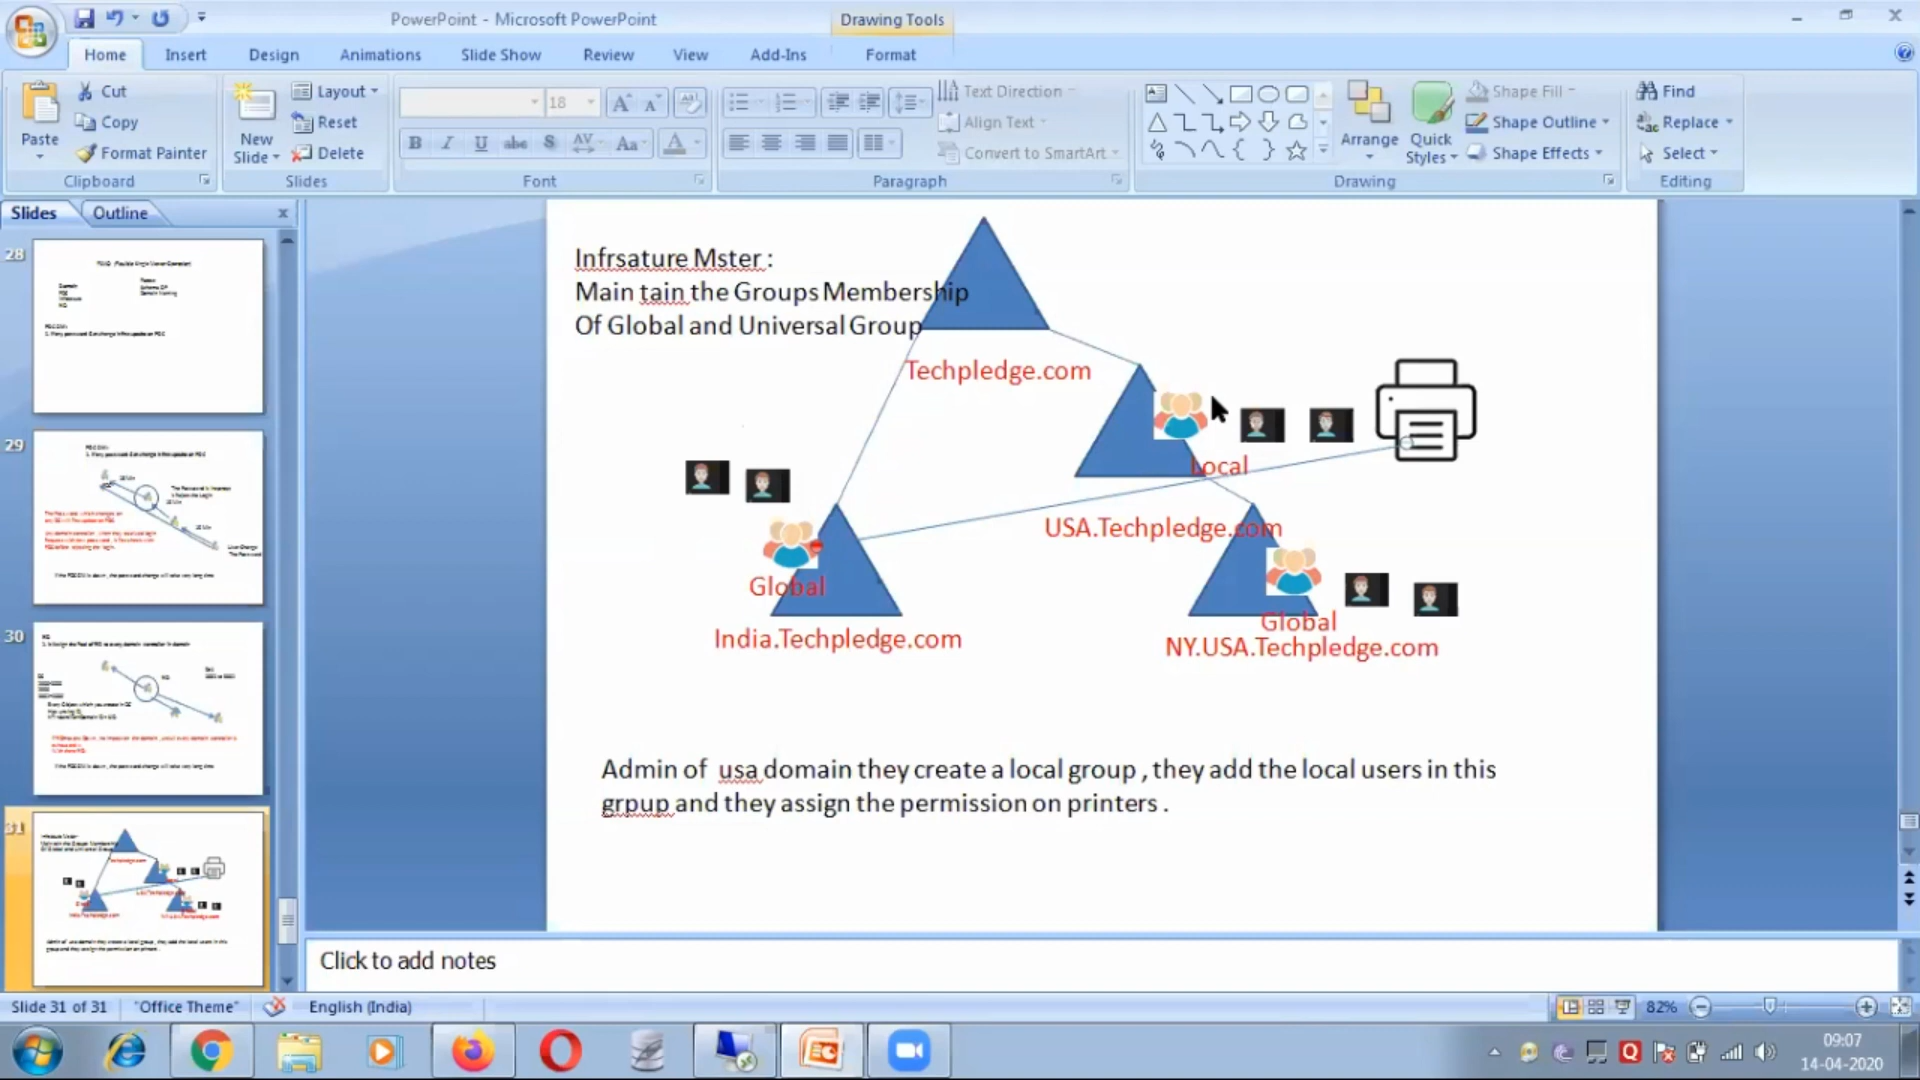 PowerPoint - Microsoft PowerPoint
Drawing Tools
Home Insert Design Animations Slide Show Review View Add-Ins Format
Paste
Cut
Copy
Format Painter
Clipboard
New
Slide
Layout
Reset
Delete
Slides
18
Font
Text Direction
Align Text
Convert to SmartArt
Paragraph
Arrange
Quick
Styles
Shape Fill
Shape Outline
Shape Effects
Drawing
Find
Replace
Select
Editing
Slides Outline
28
29
30
31
Infrsature Mster :
Main tain the Groups Membership
Of Global and Universal Group
Techpledge.com
Local
USA.Techpledge.com
Global
India.Techpledge.com
Global
NY.USA.Techpledge.com
Admin of usa domain they create a local group , they add the local users in this
grpup and they assign the permission on printers .
Click to add notes
Slide 31 of 31 "Office Theme" English (India) 82%
09:07
14-04-2020